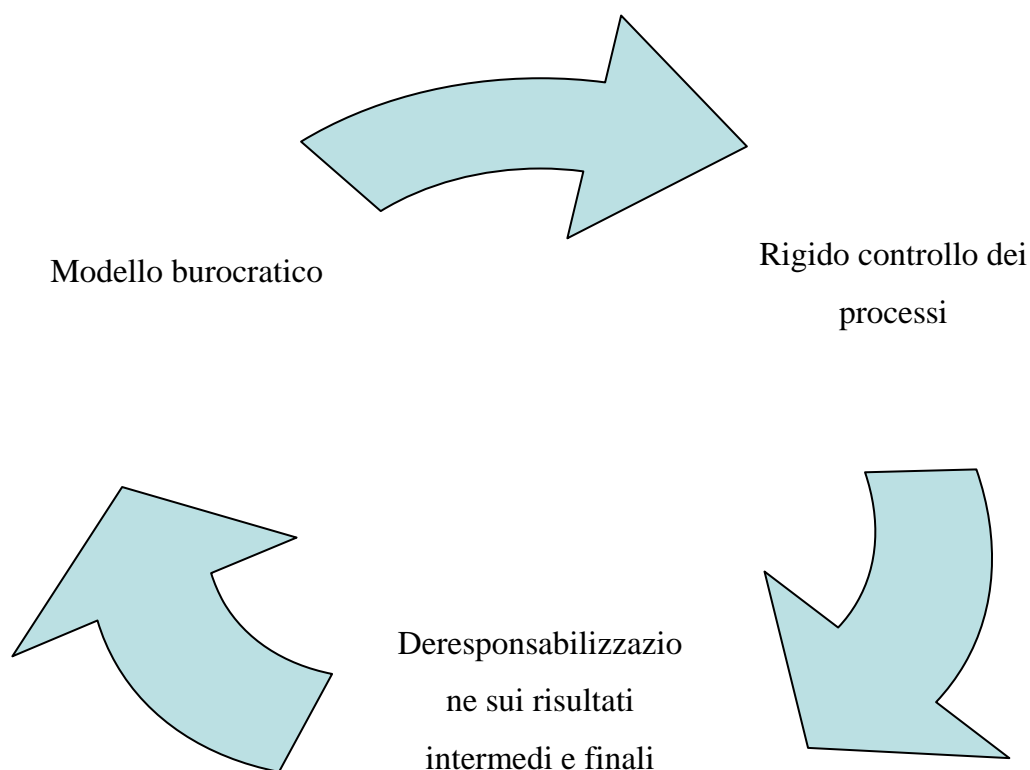 Modello burocratico
Rigido controllo dei
processi
Deresponsabilizzazio
ne sui risultati
intermedi e finali